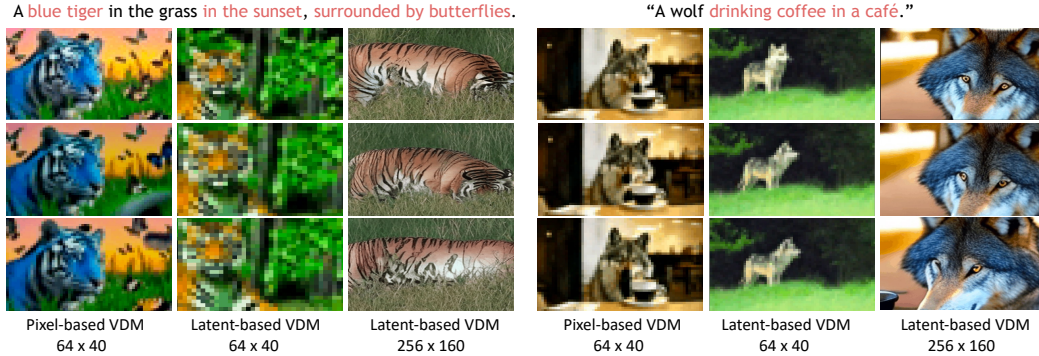 A blue tiger in the grass in the sunset, surrounded by butterflies.
“A wolf drinking coffee in a café.”
Pixel-based VDM
64 x 40
Latent-based VDM
64 x 40
Latent-based VDM
256 x 160
Pixel-based VDM
64 x 40
Latent-based VDM
64 x 40
Latent-based VDM
256 x 160